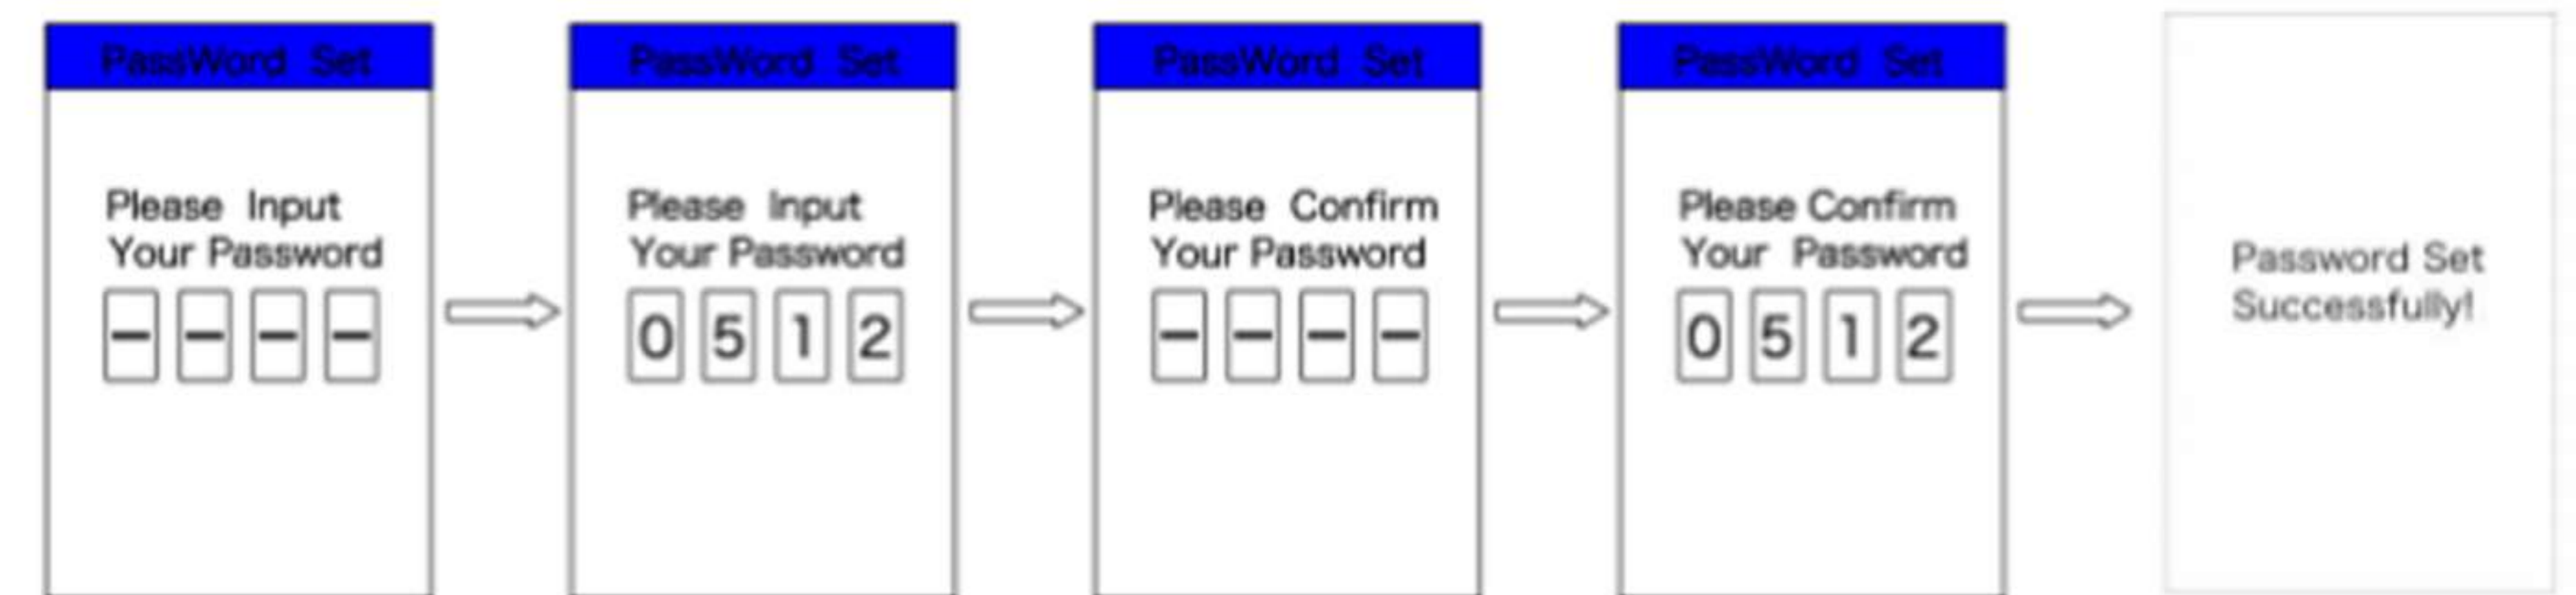 PassWord Set
Please Input
Your Password
– – – –
PassWord Set
Please Input
Your Password
0 5 1 2
PassWord Set
Please Confirm
Your Password
– – – –
PassWord Set
Please Confirm
Your Password
0 5 1 2
Password Set
Successfully!